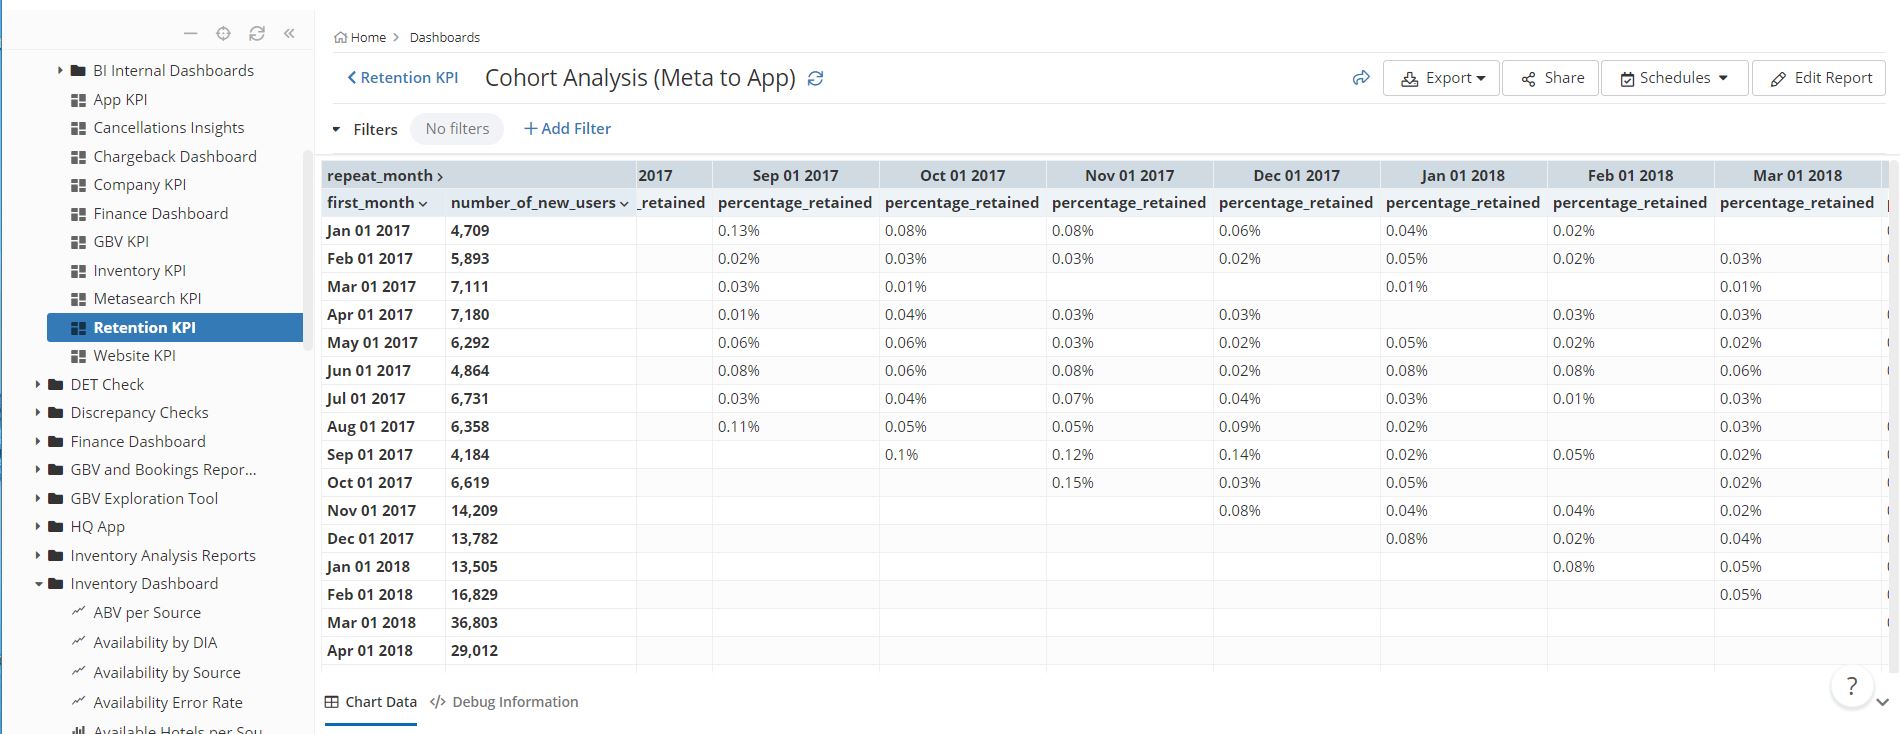 BI Internal Dashboards
App KPI
Cancellations Insights
Chargeback Dashboard
Company KPI
Finance Dashboard
GBV KPI
Inventory KPI
Metasearch KPI
Retention KPI
Website KPI
DET Check
Discrepancy Checks
Finance Dashboard
GBV and Bookings Repor...
GBV Exploration Tool
HQ App
Inventory Analysis Reports
Inventory Dashboard
ABV per Source
Availability by DIA
Availability by Source
Availability Error Rate
Available Hotels per Sou
Home > Dashboards
Retention KPI Cohort Analysis (Meta to App) Export Share Schedules Edit Report
Filters No filters + Add Filter
repeat_month 2017 Sep 01 2017 Oct 01 2017 Nov 01 2017 Dec 01 2017 Jan 01 2018 Feb 01 2018 Mar 01 2018
first_month number_of_new_users _retained percentage_retained percentage_retained percentage_retained percentage_retained percentage_retained percentage_retained percentage_retained
Jan 01 2017 4,709 0.13% 0.08% 0.08% 0.06% 0.04% 0.02%
Feb 01 2017 5,893 0.02% 0.03% 0.03% 0.02% 0.05% 0.02% 0.03%
Mar 01 2017 7,111 0.03% 0.01% 0.01% 0.01%
Apr 01 2017 7,180 0.01% 0.04% 0.03% 0.03% 0.03% 0.03%
May 01 2017 6,292 0.06% 0.06% 0.03% 0.02% 0.05% 0.02% 0.02%
Jun 01 2017 4,864 0.08% 0.06% 0.08% 0.02% 0.08% 0.08% 0.06%
Jul 01 2017 6,731 0.03% 0.04% 0.07% 0.04% 0.03% 0.01% 0.03%
Aug 01 2017 6,358 0.11% 0.05% 0.05% 0.09% 0.02% 0.03%
Sep 01 2017 4,184 0.1% 0.12% 0.14% 0.02% 0.05% 0.02%
Oct 01 2017 6,619 0.15% 0.03% 0.05% 0.02%
Nov 01 2017 14,209 0.08% 0.04% 0.04% 0.02%
Dec 01 2017 13,782 0.08% 0.02% 0.04%
Jan 01 2018 13,505 0.08% 0.05%
Feb 01 2018 16,829 0.05%
Mar 01 2018 36,803
Apr 01 2018 29,012
Chart Data </> Debug Information
?